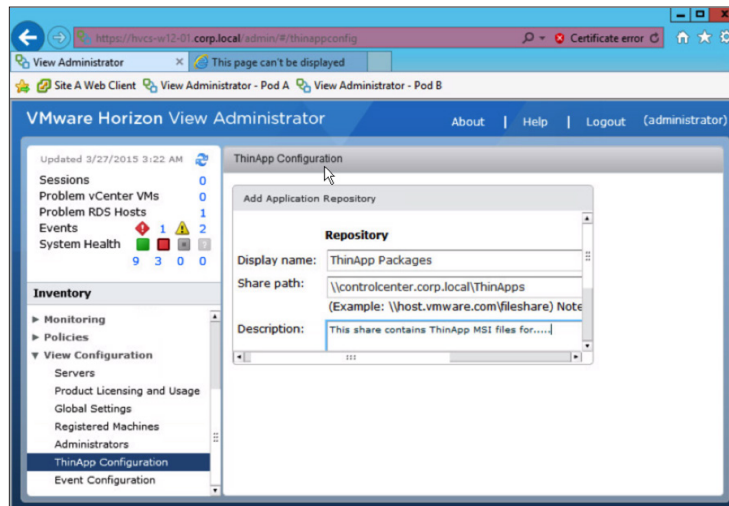 https://hvcs-w12-01.corp.local/admin/#/thinappconfig
Certificate error
View Administrator
This page can't be displayed
Site A Web Client
View Administrator - Pod A
View Administrator - Pod B
VMware Horizon View Administrator
About | Help | Logout (administrator)
Updated 3/27/2015 3:22 AM
Sessions 0
Problem vCenter VMs 0
Problem RDS Hosts 1
Events 1 2
System Health
9 3 0 0
Inventory
Monitoring
Policies
View Configuration
Servers
Product Licensing and Usage
Global Settings
Registered Machines
Administrators
ThinApp Configuration
Event Configuration
ThinApp Configuration
Add Application Repository
Repository
Display name: ThinApp Packages
Share path: \\controlcenter.corp.local\ThinApps
(Example: \\host.vmware.com\fileshare) Note
Description: This share contains ThinApp MSI files for.....